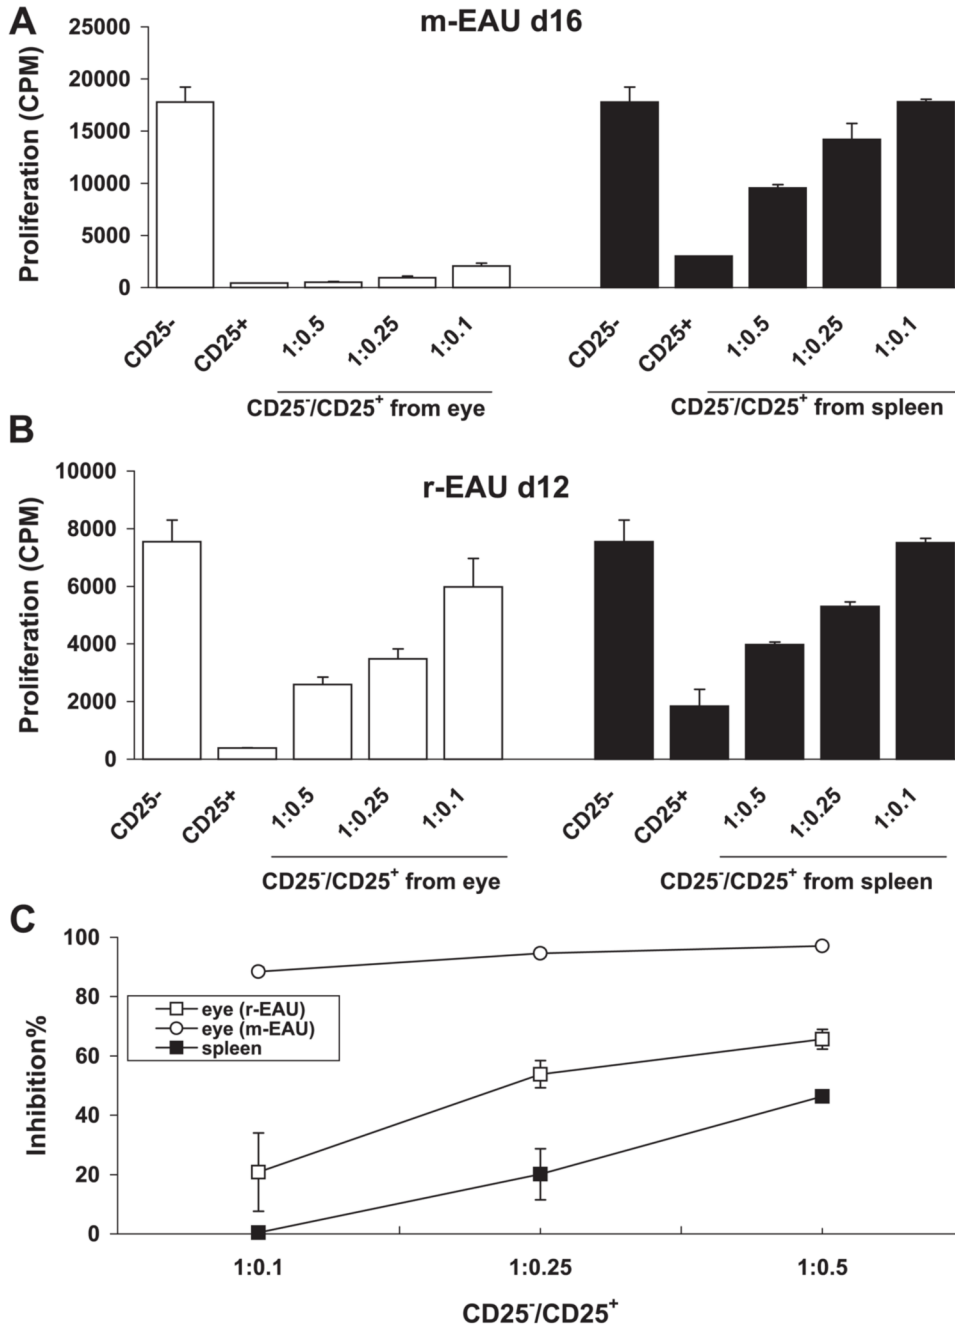 A
m-EAU d16
Proliferation (CPM)
25000
20000
15000
10000
5000
0
CD25-
CD25+
1:0.5
1:0.25
1:0.1
CD25-
CD25+
1:0.5
1:0.25
1:0.1
CD25⁻/CD25⁺ from eye
CD25⁻/CD25⁺ from spleen
B
r-EAU d12
Proliferation (CPM)
10000
8000
6000
4000
2000
0
CD25-
CD25+
1:0.5
1:0.25
1:0.1
CD25-
CD25+
1:0.5
1:0.25
1:0.1
CD25⁻/CD25⁺ from eye
CD25⁻/CD25⁺ from spleen
C
Inhibition%
100
80
60
40
20
0
eye (r-EAU)
eye (m-EAU)
spleen
1:0.1
1:0.25
1:0.5
CD25⁻/CD25⁺